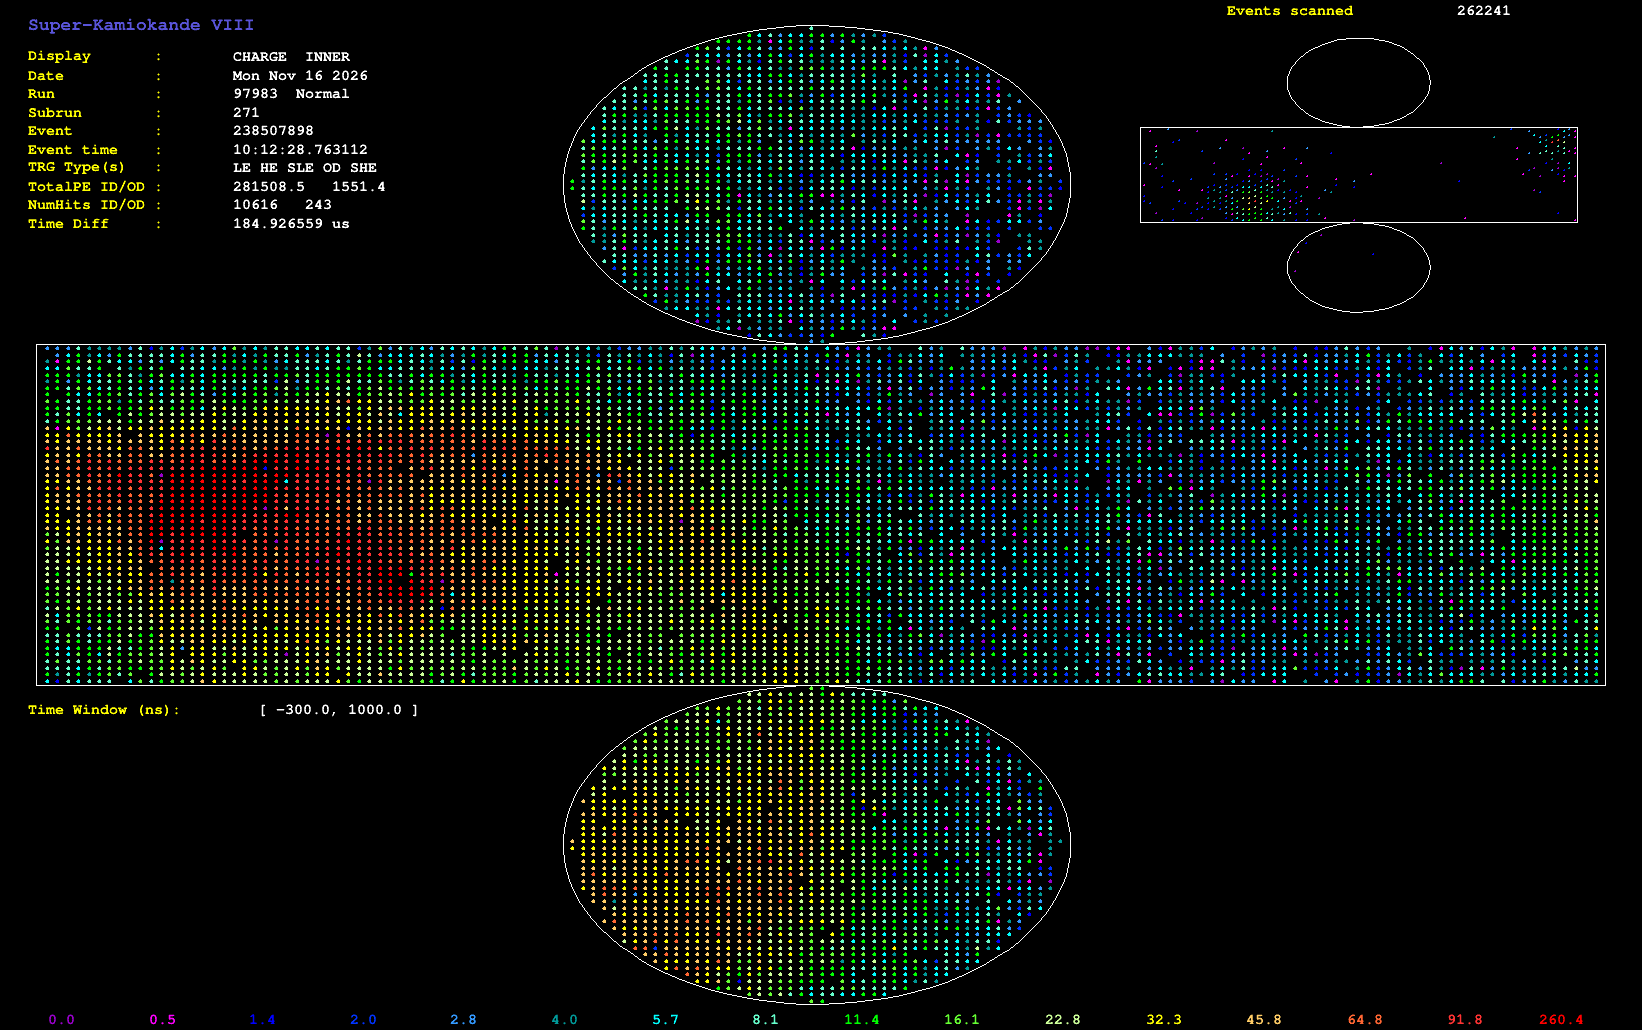 Super-Kamiokande VIII
Events scanned 262241
Display : CHARGE INNER
Date : Mon Nov 16 2026
Run : 97983 Normal
Subrun : 271
Event : 238507898
Event time : 10:12:28.763112
TRG Type(s) : LE HE SLE OD SHE
TotalPE ID/OD : 281508.5 1551.4
NumHits ID/OD : 10616 243
Time Diff : 184.926559 us
Time Window (ns): [ -300.0, 1000.0 ]
0.0 0.5 1.4 2.0 2.8 4.0 5.7 8.1 11.4 16.1 22.8 32.3 45.8 64.8 91.8 260.4